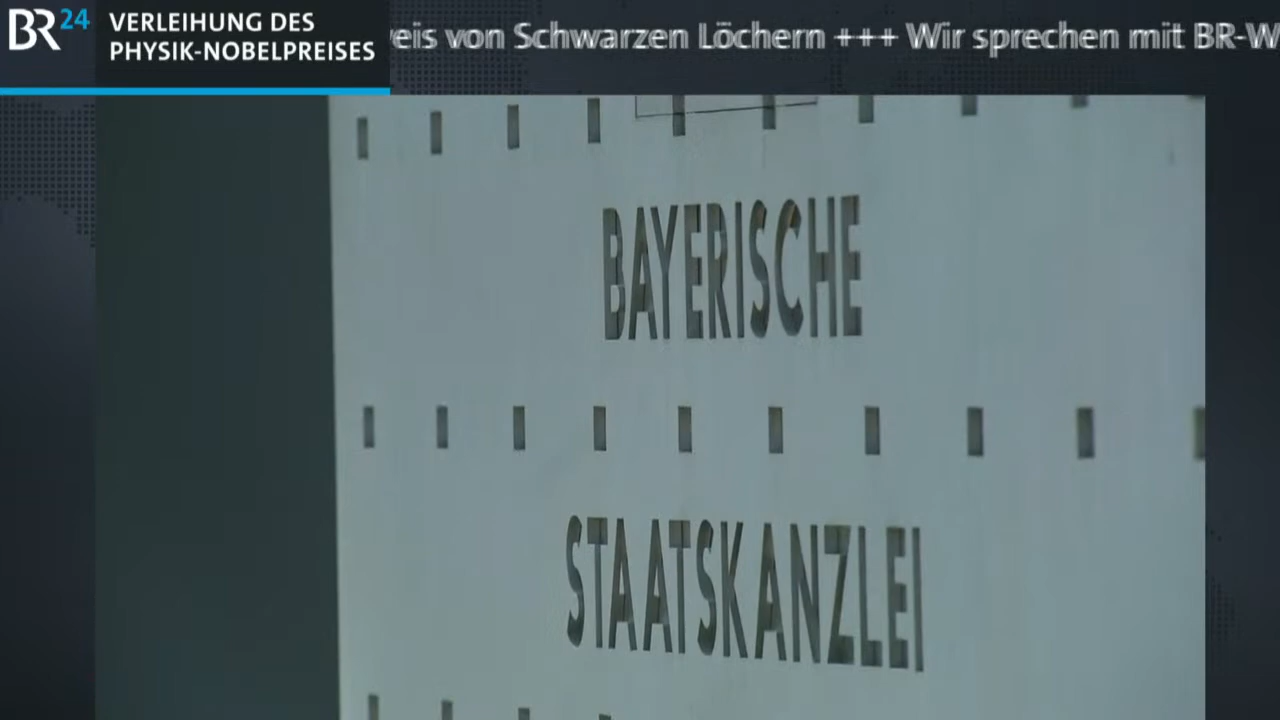 BR24
VERLEIHUNG DES
PHYSIK-NOBELPREISES
eis von Schwarzen Löchern +++ Wir sprechen mit BR-W
BAYERISCHE
STAATSKANZLEI